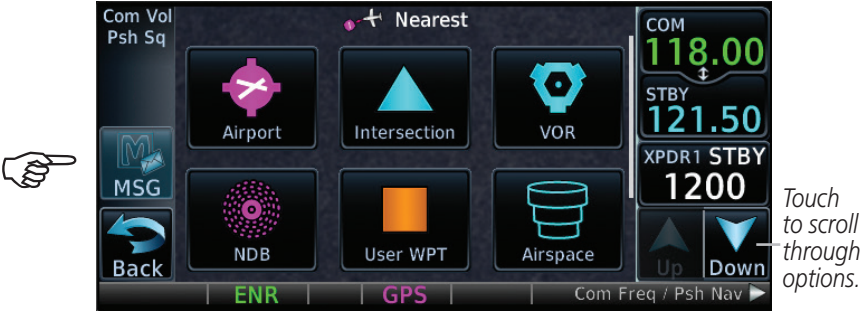 Com Vol
Psh Sq
Nearest
COM
118.00
STBY
121.50
XPDR1 STBY
1200
Airport
Intersection
VOR
MSG
NDB
User WPT
Airspace
Back
Up
Down
ENR
GPS
Com Freq / Psh Nav
Touch
to scroll
through
options.